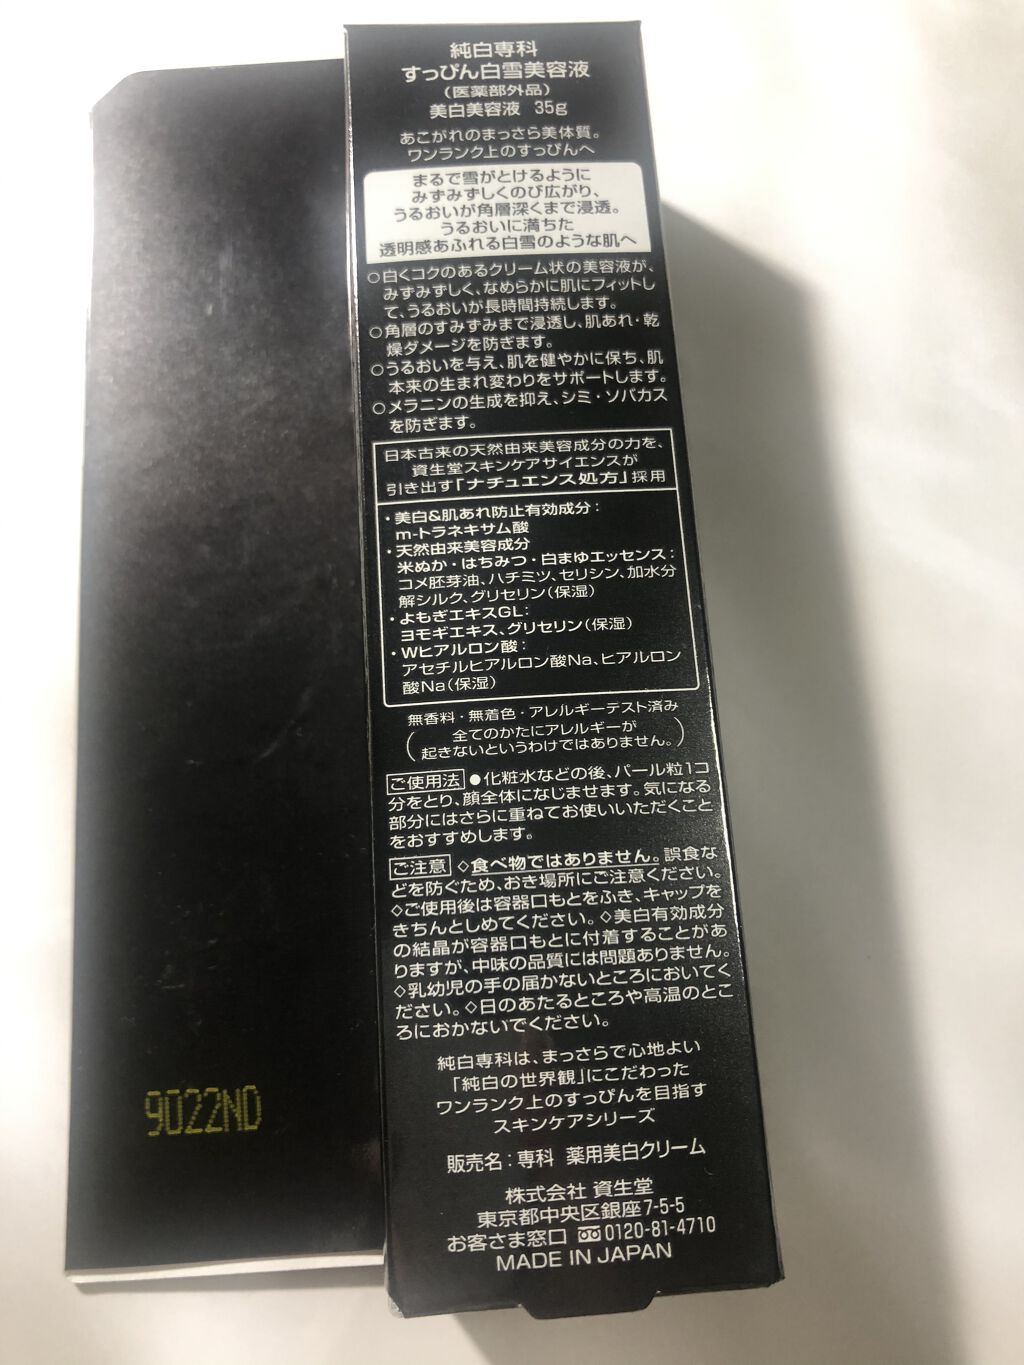 純白専科
すっぴん白雪美容液
(医薬部外品)
美白美容液 35g
あこがれのまっさら美体質。
ワンランク上のすっぴんへ
まるで雪がとけるように
みずみずしくのび広がり、
うるおいが角層深くまで浸透。
うるおいに満ちた
透明感あふれる白雪のような肌へ
○白くコクのあるクリーム状の美容液が、
みずみずしく、なめらかに肌にフィットし
て、うるおいが長時間持続します。
○角層のすみずみまで浸透し、肌あれ・乾
燥ダメージを防ぎます。
○うるおいを与え、肌を健やかに保ち、肌
本来の生まれ変わりをサポートします。
○メラニンの生成を抑え、シミ・ソバカス
を防ぎます。
日本古来の天然由来美容成分の力を、
資生堂スキンケアサイエンスが
引き出す「ナチュエンス処方」採用
・美白&肌あれ防止有効成分:
m-トラネキサム酸
・天然由来美容成分
米ぬか・はちみつ・白まゆエッセンス:
コメ胚芽油、ハチミツ、セリシン、加水分
解シルク、グリセリン(保湿)
・よもぎエキスGL:
ヨモギエキス、グリセリン(保湿)
・Wヒアルロン酸:
アセチルヒアルロン酸Na、ヒアルロン
酸Na(保湿)
無香料・無着色・アレルギーテスト済み
(全てのかたにアレルギーが
起きないというわけではありません。)
ご使用法 ●化粧水などの後、パール粒1コ
分をとり、顔全体になじませます。気になる
部分にはさらに重ねてお使いいただくこと
をおすすめします。
ご注意 ◇食べ物ではありません。誤食な
どを防ぐため、おき場所にご注意ください。
◇ご使用後は容器口もとをふき、キャップを
きちんとしめてください。◇美白有効成分
の結晶が容器口もとに付着することがあ
りますが、中味の品質には問題ありません。
◇乳幼児の手の届かないところにおいてく
ださい。◇日のあたるところや高温のとこ
ろにおかないでください。
純白専科は、まっさらで心地よい
「純白の世界観」にこだわった
ワンランク上のすっぴんを目指す
スキンケアシリーズ
販売名:専科 薬用美白クリーム
株式会社 資生堂
東京都中央区銀座7-5-5
お客さま窓口 0120-81-4710
MADE IN JAPAN
9022ND